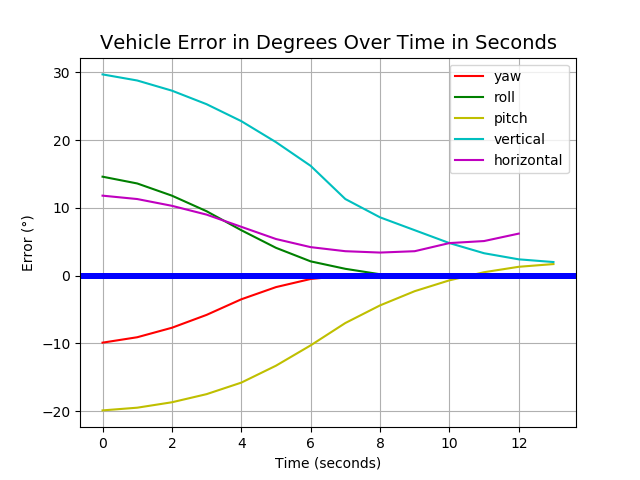 Vehicle Error in Degrees Over Time in Seconds
yaw
roll
pitch
vertical
horizontal
30
20
10
0
−10
−20
Error (°)
0 2 4 6 8 10 12
Time (seconds)